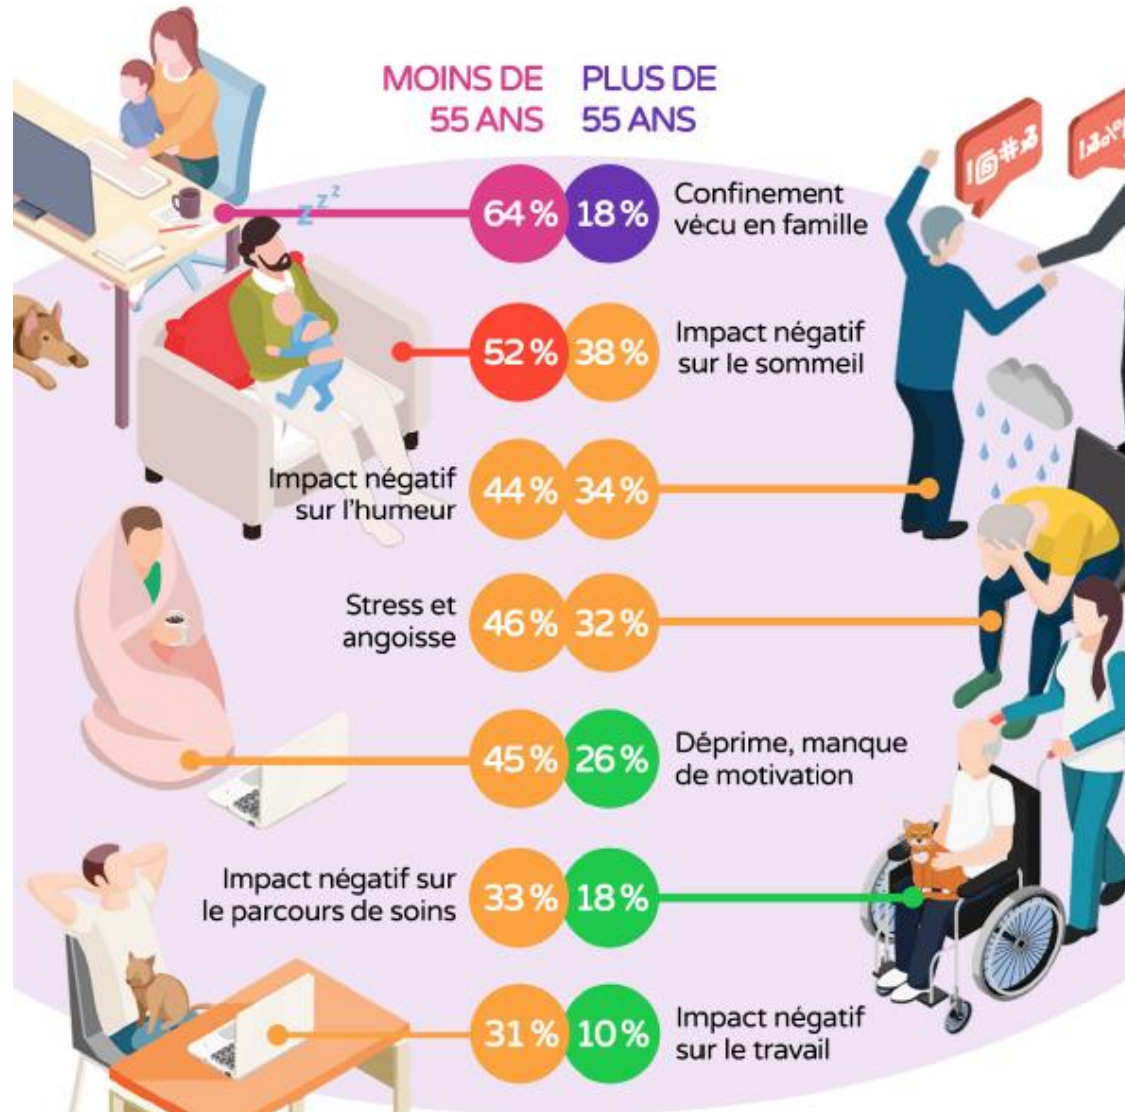 MOINS DE
55 ANS
PLUS DE
55 ANS
64 % 18 %
Confinement
vécu en famille
z z z
52 % 38 %
Impact négatif
sur le sommeil
Impact négatif
sur l'humeur
44 % 34 %
Stress et
angoisse
46 % 32 %
45 % 26 %
Déprime, manque
de motivation
Impact négatif sur
le parcours de soins
33 % 18 %
31 % 10 %
Impact négatif
sur le travail